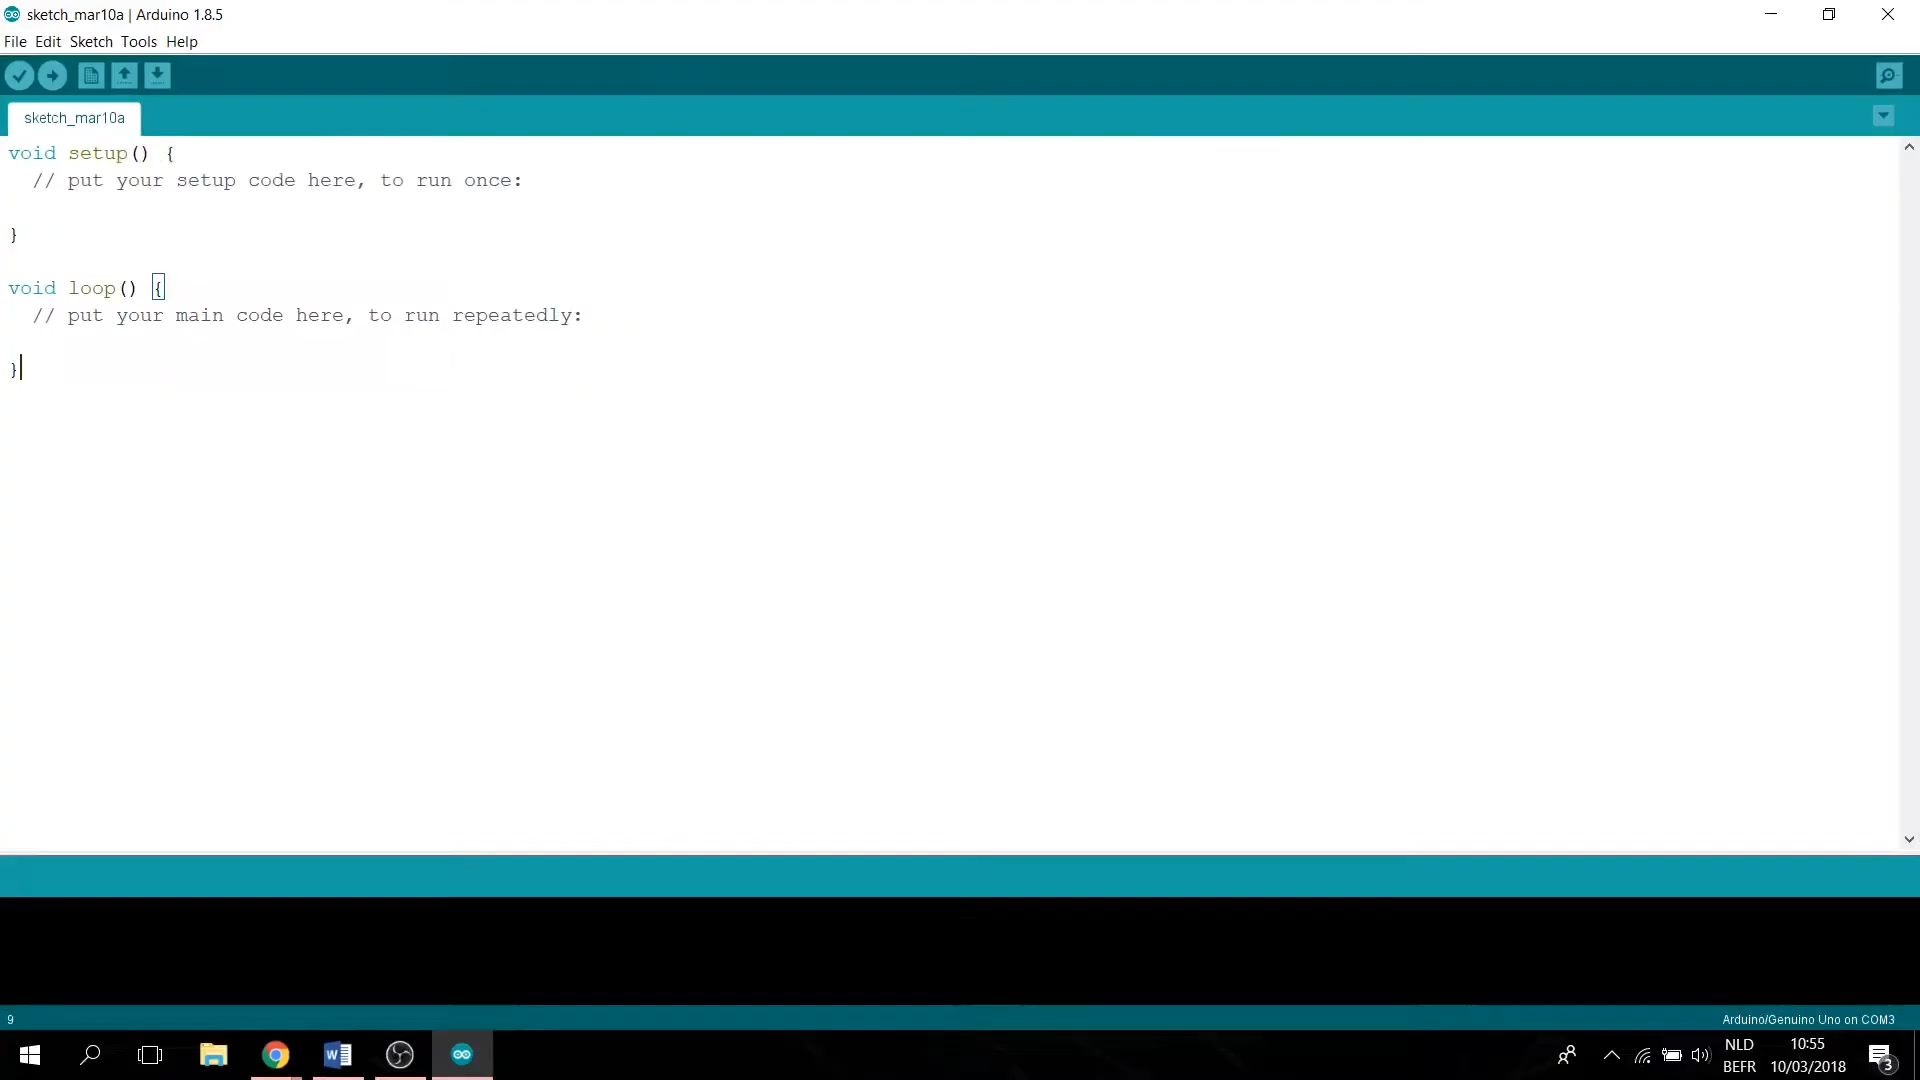 sketch_mar10a | Arduino 1.8.5
File Edit Sketch Tools Help
sketch_mar10a
void setup() {
// put your setup code here, to run once:
}
void loop() {
// put your main code here, to run repeatedly:
}
9
Arduino/Genuino Uno on COM3
NLD
BEFR
10:55
10/03/2018
3